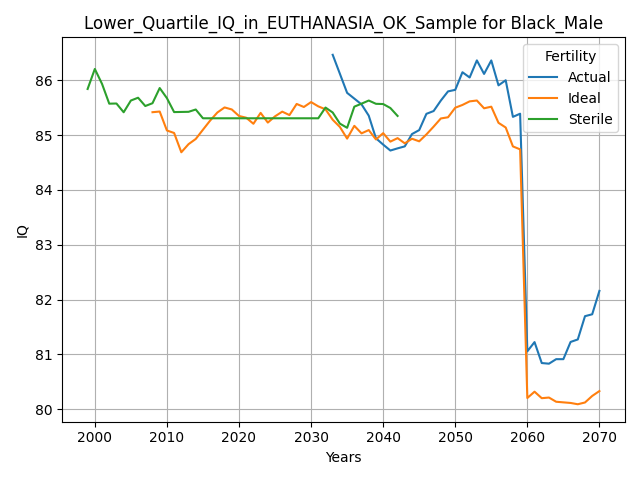 Lower_Quartile_IQ_in_EUTHANASIA_OK_Sample for Black_Male
Fertility
Actual
Ideal
Sterile
IQ
86
85
84
83
82
81
80
2000 2010 2020 2030 2040 2050 2060 2070
Years